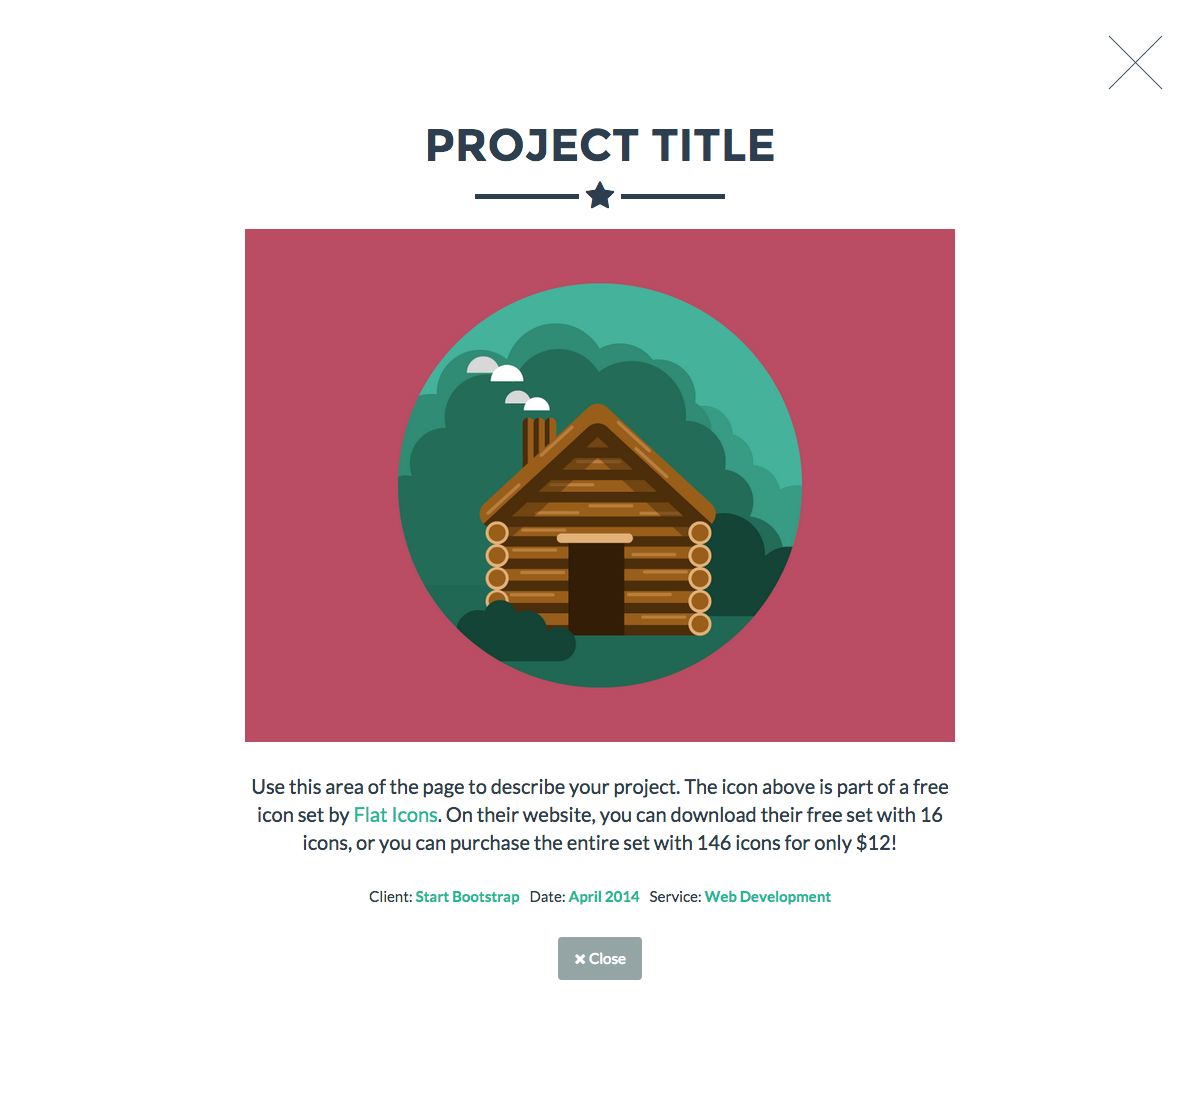 PROJECT TITLE
Use this area of the page to describe your project. The icon above is part of a free
icon set by Flat Icons. On their website, you can download their free set with 16
icons, or you can purchase the entire set with 146 icons for only $12!
Client: Start Bootstrap Date: April 2014 Service: Web Development
Close